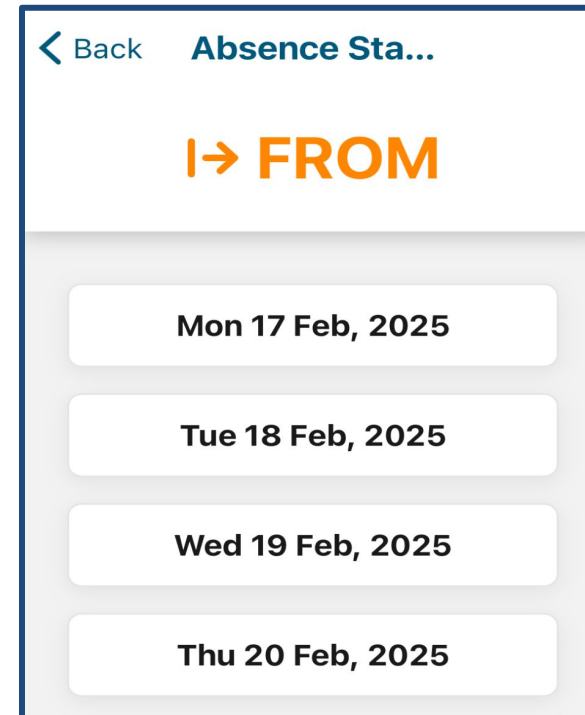 Back Absence Sta...
FROM
Mon 17 Feb, 2025
Tue 18 Feb, 2025
Wed 19 Feb, 2025
Thu 20 Feb, 2025